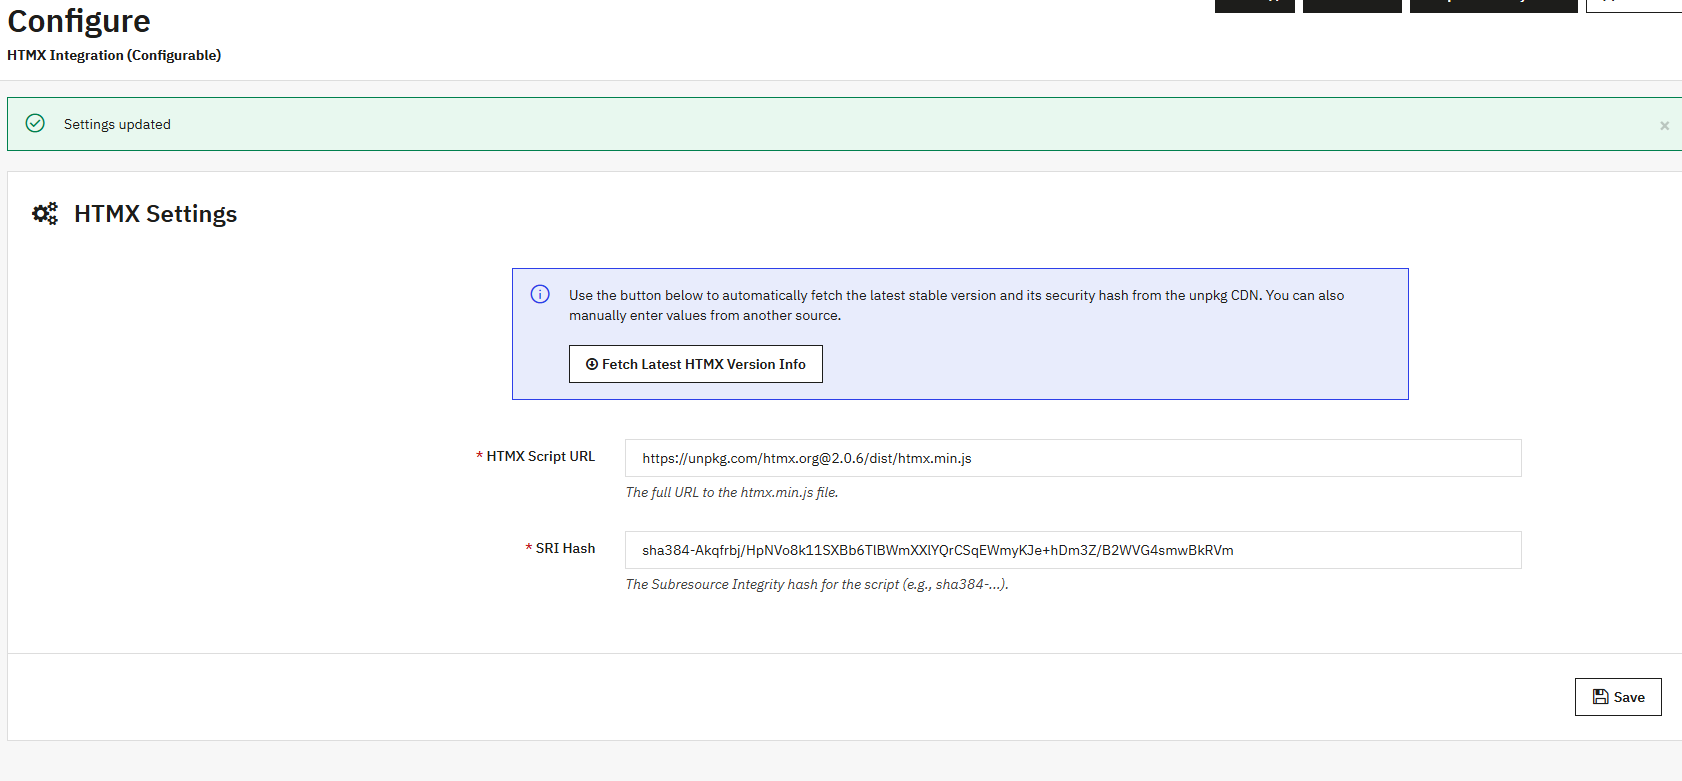 Configure
HTMX Integration (Configurable)
Settings updated
×
HTMX Settings
Use the button below to automatically fetch the latest stable version and its security hash from the unpkg CDN. You can also
manually enter values from another source.
Fetch Latest HTMX Version Info
* HTMX Script URL
https://unpkg.com/htmx.org@2.0.6/dist/htmx.min.js
The full URL to the htmx.min.js file.
* SRI Hash
sha384-Akqfrbj/HpNVo8k11SXBb6TlBWmXXlYQrCSqEWmyKJe+hDm3Z/B2WVG4smwBkRVm
The Subresource Integrity hash for the script (e.g., sha384-...).
Save